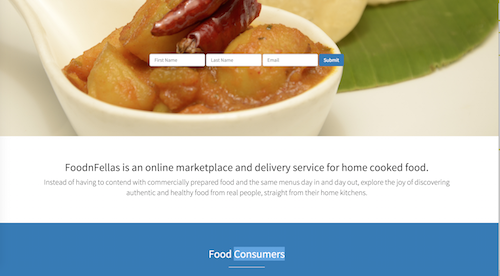 First Name Last Name Email Submit
FoodnFellas is an online marketplace and delivery service for home cooked food.
Instead of having to contend with commercially prepared food and the same menus day in and day out, explore the joy of discovering
authentic and healthy food from real people, straight from their home kitchens.
Food Consumers